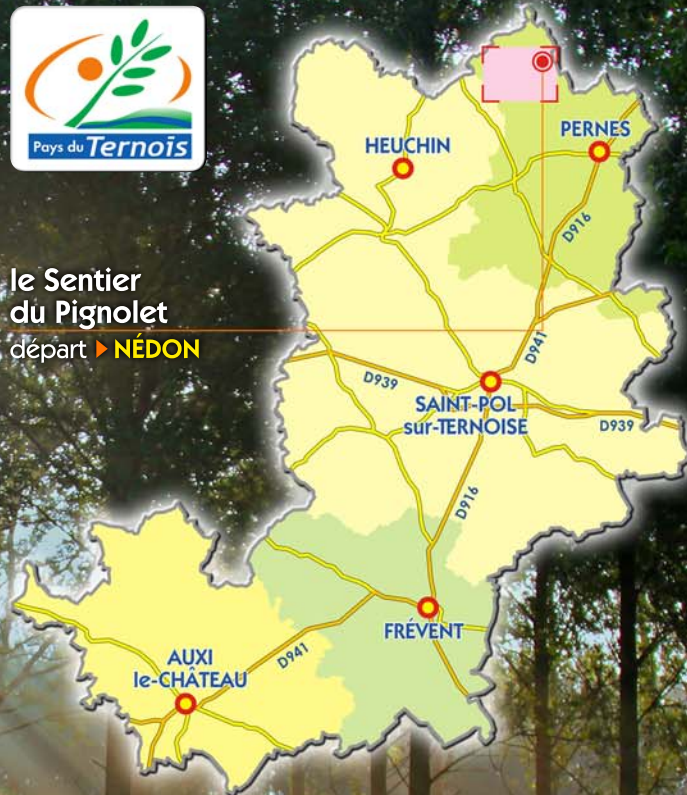 Pays du Ternois
HEUCHIN
PERNES
D916
le Sentier
du Pignolet
départ NÉDON
D941
D939
SAINT-POL
sur-TERNOISE
D939
D916
FRÉVENT
D941
AUXI
le-CHÂTEAU